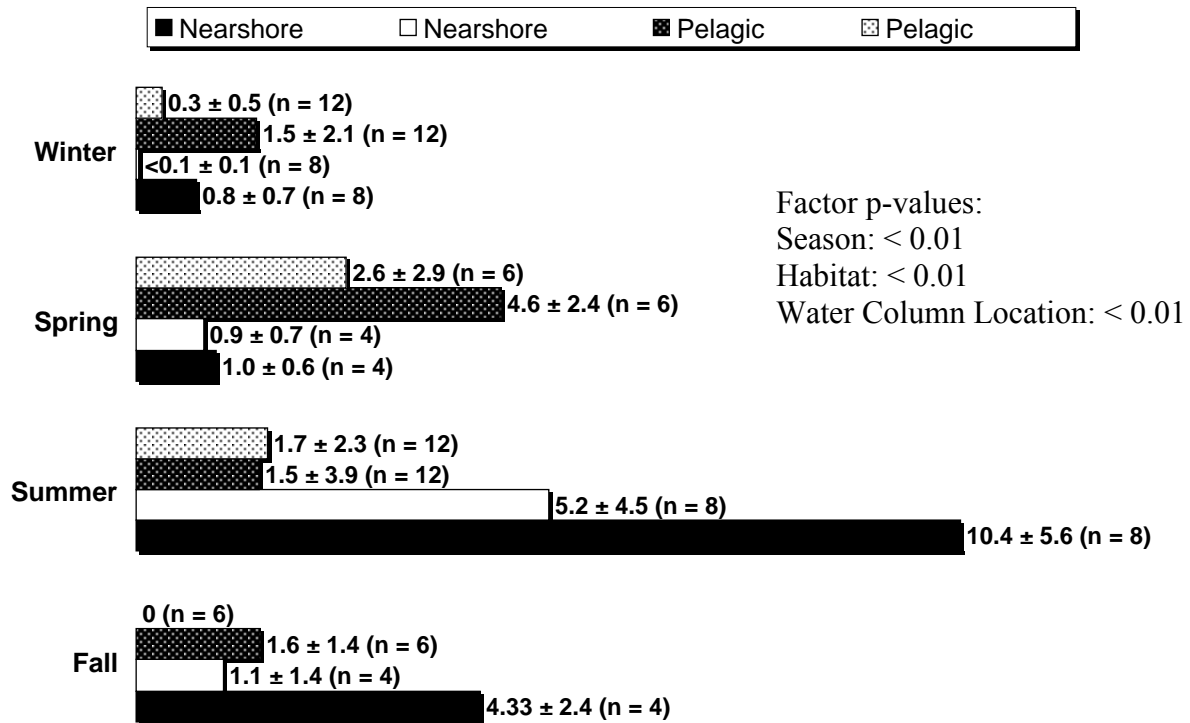 Nearshore Nearshore Pelagic Pelagic
Winter
0.3 ± 0.5 (n = 12)
1.5 ± 2.1 (n = 12)
<0.1 ± 0.1 (n = 8)
0.8 ± 0.7 (n = 8)
Factor p-values:
Season: < 0.01
Habitat: < 0.01
Water Column Location: < 0.01
Spring
2.6 ± 2.9 (n = 6)
4.6 ± 2.4 (n = 6)
0.9 ± 0.7 (n = 4)
1.0 ± 0.6 (n = 4)
Summer
1.7 ± 2.3 (n = 12)
1.5 ± 3.9 (n = 12)
5.2 ± 4.5 (n = 8)
10.4 ± 5.6 (n = 8)
Fall
0 (n = 6)
1.6 ± 1.4 (n = 6)
1.1 ± 1.4 (n = 4)
4.33 ± 2.4 (n = 4)